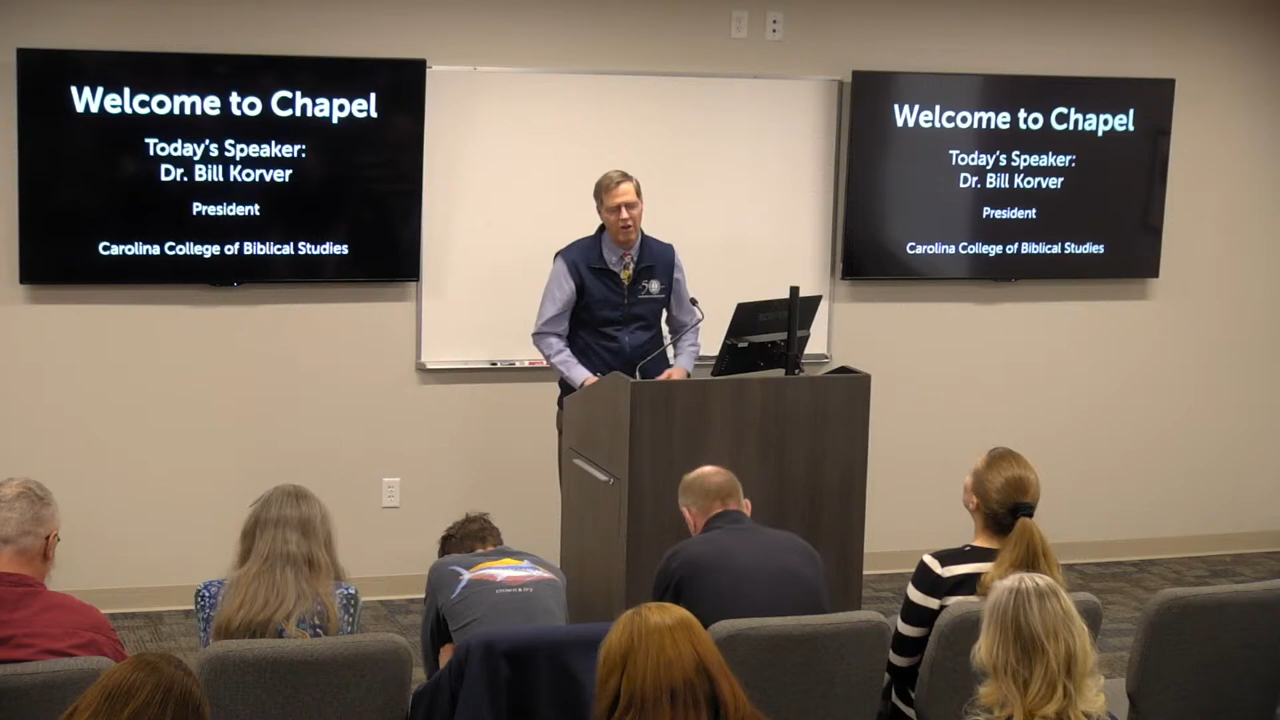 Welcome to Chapel
Today's Speaker:
Dr. Bill Korver
President
Carolina College of Biblical Studies
Welcome to Chapel
Today's Speaker:
Dr. Bill Korver
President
Carolina College of Biblical Studies
50